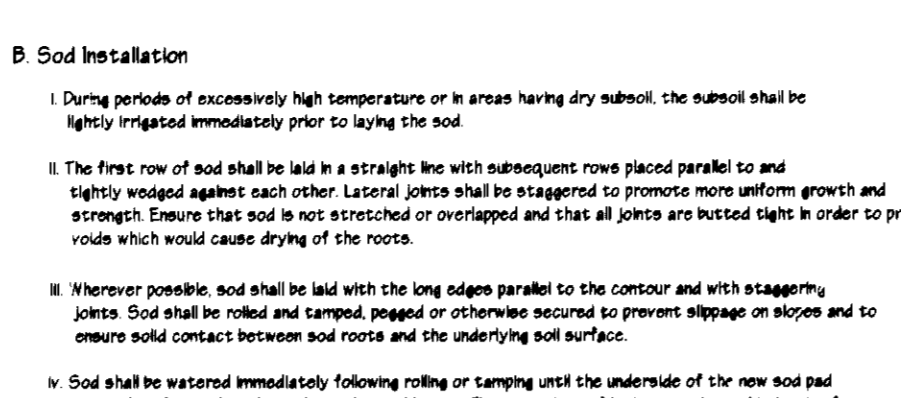 B. Sod Installation
i. During periods of excessively high temperature or in areas having dry subsoil, the subsoil shall be
lightly irrigated immediately prior to laying the sod.
ii. The first row of sod shall be laid in a straight line with subsequent rows placed parallel to and
tightly wedged against each other. Lateral joints shall be staggered to promote more uniform growth and
strength. Ensure that sod is not stretched or overlapped and that all joints are butted tight in order to pr
voids which would cause drying of the roots.
iii. Wherever possible, sod shall be laid with the long edges parallel to the contour and with staggering
joints. Sod shall be rolled and tamped, pegged or otherwise secured to prevent slippage on slopes and to
ensure solid contact between sod roots and the underlying soil surface.
iv. Sod shall be watered immediately following rolling or tamping until the underside of the new sod pad